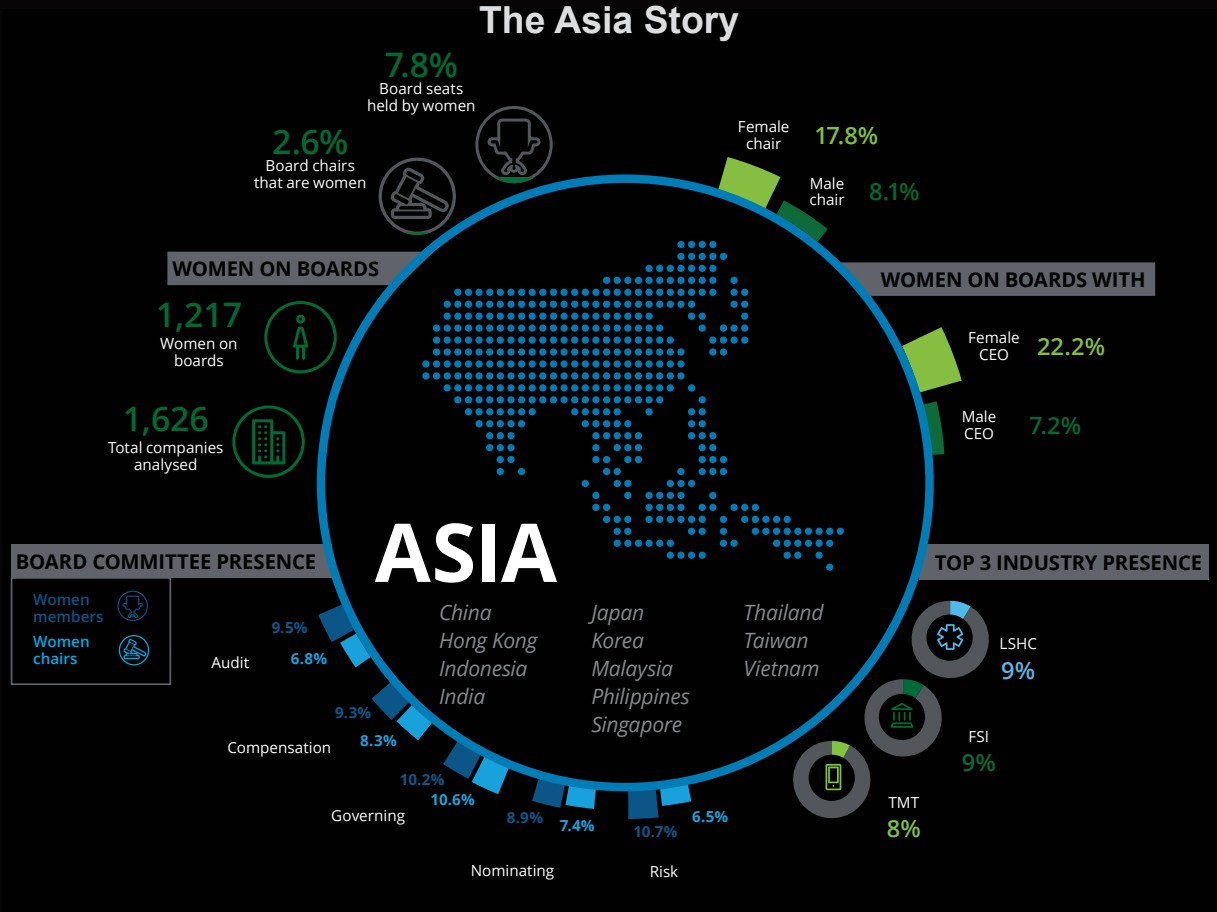 The Asia Story
7.8%
Board seats
held by women
2.6%
Board chairs
that are women
WOMEN ON BOARDS
1,217
Women on
boards
1,626
Total companies
analysed
Female
chair
17.8%
Male
chair
8.1%
WOMEN ON BOARDS WITH
Female
CEO
22.2%
Male
CEO
7.2%
ASIA
China
Hong Kong
Indonesia
India
Japan
Korea
Malaysia
Philippines
Singapore
Thailand
Taiwan
Vietnam
BOARD COMMITTEE PRESENCE
Women
members
Women
chairs
9.5%
6.8%
Audit
9.3%
8.3%
Compensation
10.2%
10.6%
Governing
8.9%
7.4%
Nominating
10.7%
6.5%
Risk
TOP 3 INDUSTRY PRESENCE
LSHC
9%
FSI
9%
TMT
8%